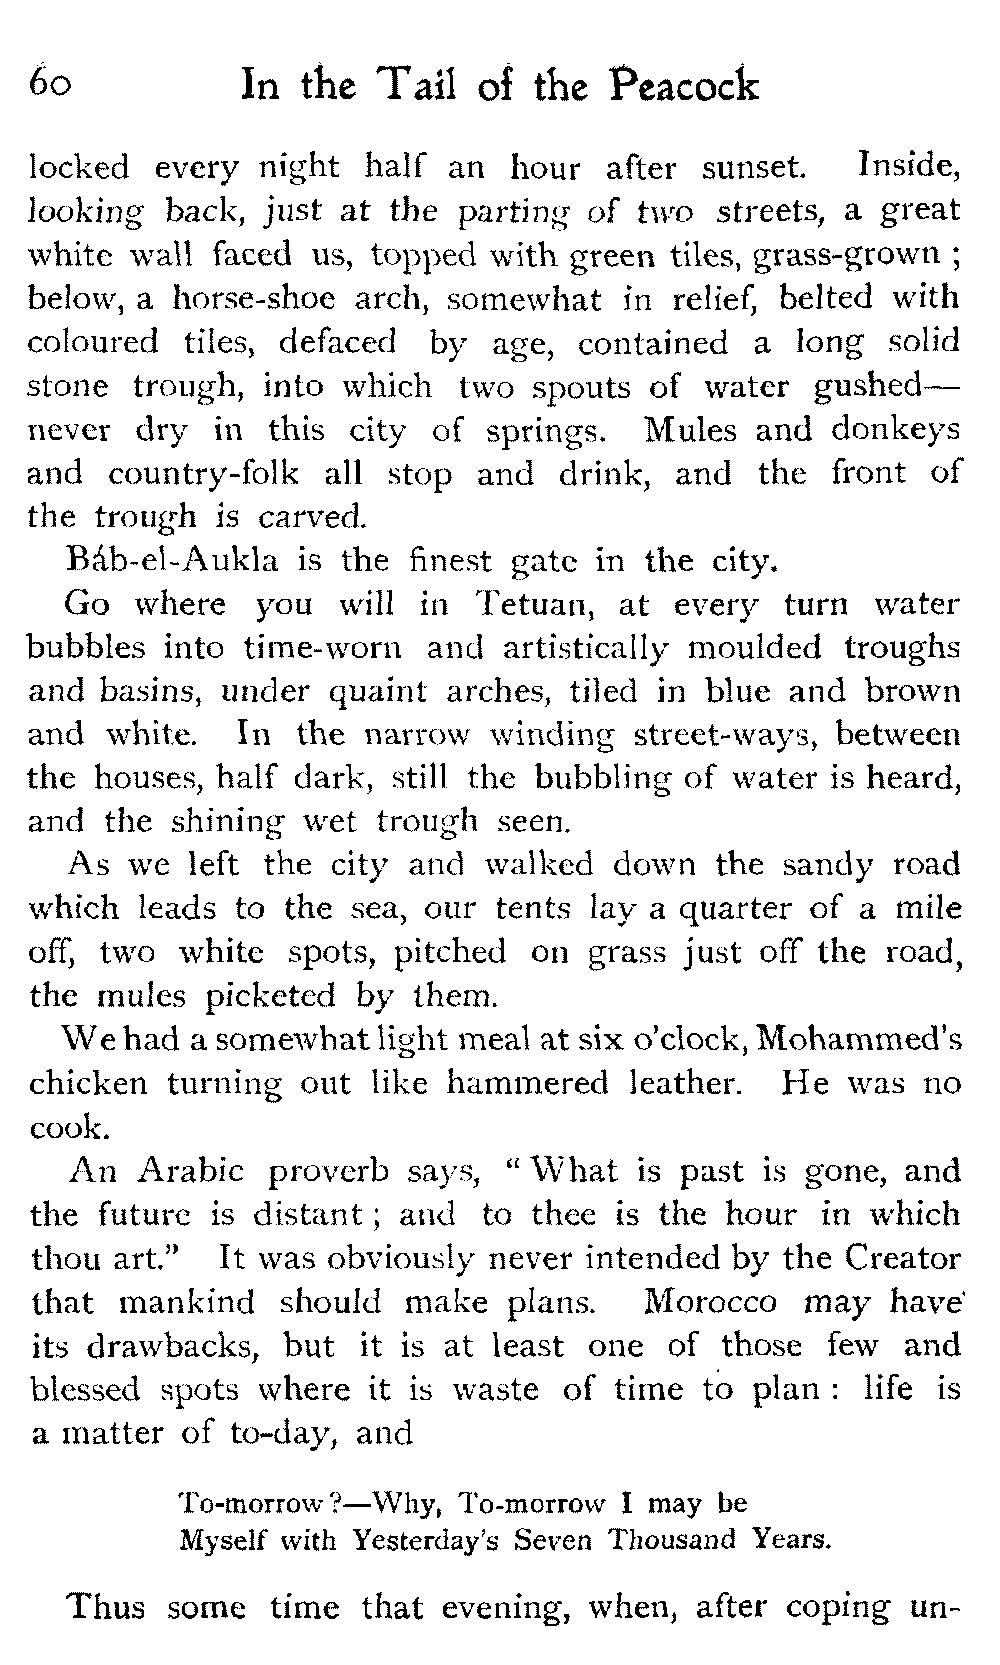 60 In the Tail of the Peacock
locked every night half an hour after sunset. Inside,
looking back, just at the parting of two streets, a great
white wall faced us, topped with green tiles, grass-grown ;
below, a horse-shoe arch, somewhat in relief, belted with
coloured tiles, defaced by age, contained a long solid
stone trough, into which two spouts of water gushed—
never dry in this city of springs. Mules and donkeys
and country-folk all stop and drink, and the front of
the trough is carved.
Báb-el-Aukla is the finest gate in the city.
Go where you will in Tetuan, at every turn water
bubbles into time-worn and artistically moulded troughs
and basins, under quaint arches, tiled in blue and brown
and white. In the narrow winding street-ways, between
the houses, half dark, still the bubbling of water is heard,
and the shining wet trough seen.
As we left the city and walked down the sandy road
which leads to the sea, our tents lay a quarter of a mile
off, two white spots, pitched on grass just off the road,
the mules picketed by them.
We had a somewhat light meal at six o'clock, Mohammed's
chicken turning out like hammered leather. He was no
cook.
An Arabic proverb says, “ What is past is gone, and
the future is distant ; and to thee is the hour in which
thou art.” It was obviously never intended by the Creator
that mankind should make plans. Morocco may have
its drawbacks, but it is at least one of those few and
blessed spots where it is waste of time to plan : life is
a matter of to-day, and
To-morrow ?—Why, To-morrow I may be
Myself with Yesterday's Seven Thousand Years.
Thus some time that evening, when, after coping un-